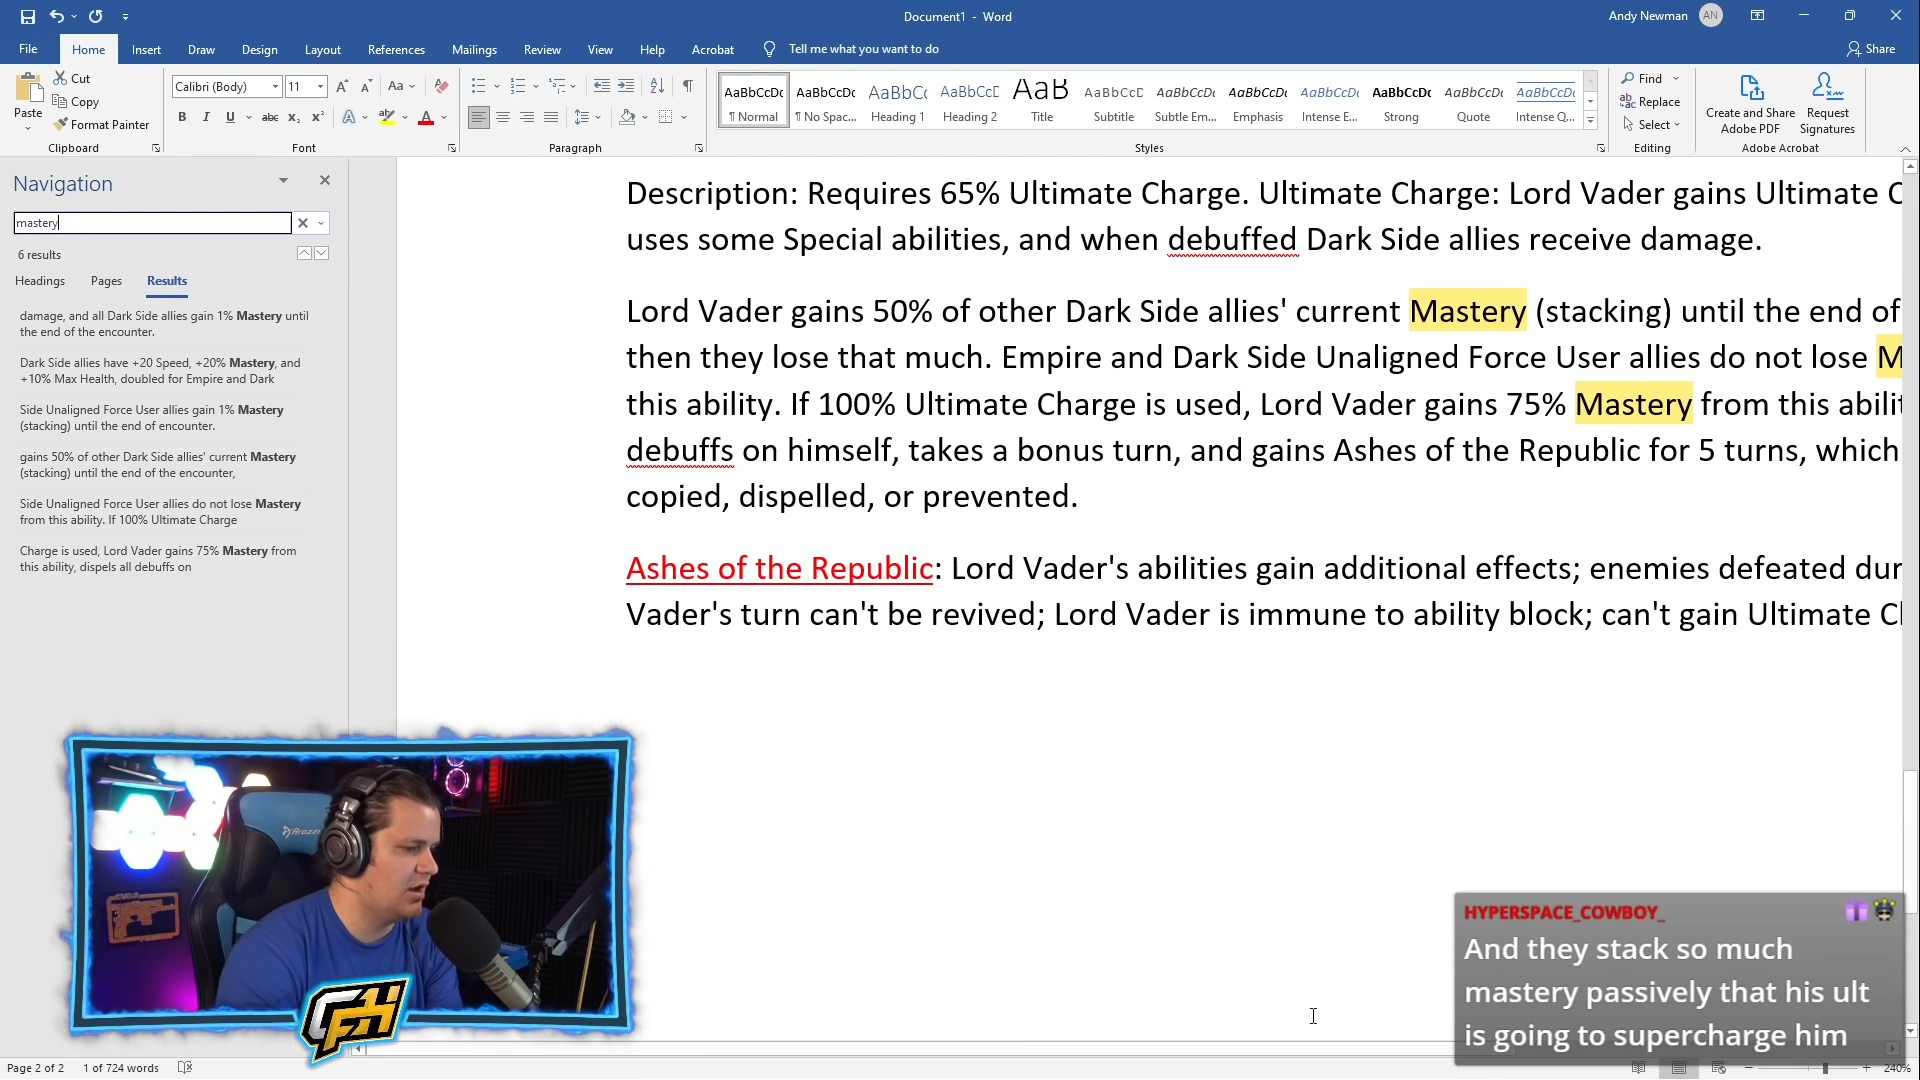 Document1 - Word
Andy Newman
AN
File
Home
Insert
Draw
Design
Layout
References
Mailings
Review
View
Help
Acrobat
Tell me what you want to do
Share
Paste
Cut
Copy
Format Painter
Clipboard
Calibri (Body)
11
Font
Paragraph
AaBbCcDc
¶ Normal
AaBbCcDc
¶ No Spac...
AaBbCc
Heading 1
AaBbCcD
Heading 2
AaB
Title
AaBbCcD
Subtitle
AaBbCcDc
Subtle Em...
AaBbCcDc
Emphasis
AaBbCcDc
Intense E...
AaBbCcDc
Strong
AaBbCcDc
Quote
AaBbCcDc
Intense Q...
Styles
Find
Replace
Select
Editing
Create and Share
Adobe PDF
Request
Signatures
Adobe Acrobat
Navigation
mastery
6 results
Headings
Pages
Results
damage, and all Dark Side allies gain 1% Mastery until
the end of the encounter.
Dark Side allies have +20 Speed, +20% Mastery, and
+10% Max Health, doubled for Empire and Dark
Side Unaligned Force User allies gain 1% Mastery
(stacking) until the end of encounter.
gains 50% of other Dark Side allies' current Mastery
(stacking) until the end of the encounter,
Side Unaligned Force User allies do not lose Mastery
from this ability. If 100% Ultimate Charge
Charge is used, Lord Vader gains 75% Mastery from
this ability, dispels all debuffs on
Description: Requires 65% Ultimate Charge. Ultimate Charge: Lord Vader gains Ultimate C
uses some Special abilities, and when debuffed Dark Side allies receive damage.
Lord Vader gains 50% of other Dark Side allies' current Mastery (stacking) until the end of
then they lose that much. Empire and Dark Side Unaligned Force User allies do not lose M
this ability. If 100% Ultimate Charge is used, Lord Vader gains 75% Mastery from this abilit
debuffs on himself, takes a bonus turn, and gains Ashes of the Republic for 5 turns, which
copied, dispelled, or prevented.
Ashes of the Republic: Lord Vader's abilities gain additional effects; enemies defeated dur
Vader's turn can't be revived; Lord Vader is immune to ability block; can't gain Ultimate Ch
HYPERSPACE_COWBOY_
And they stack so much
mastery passively that his ult
is going to supercharge him
Page 2 of 2
1 of 724 words
240%